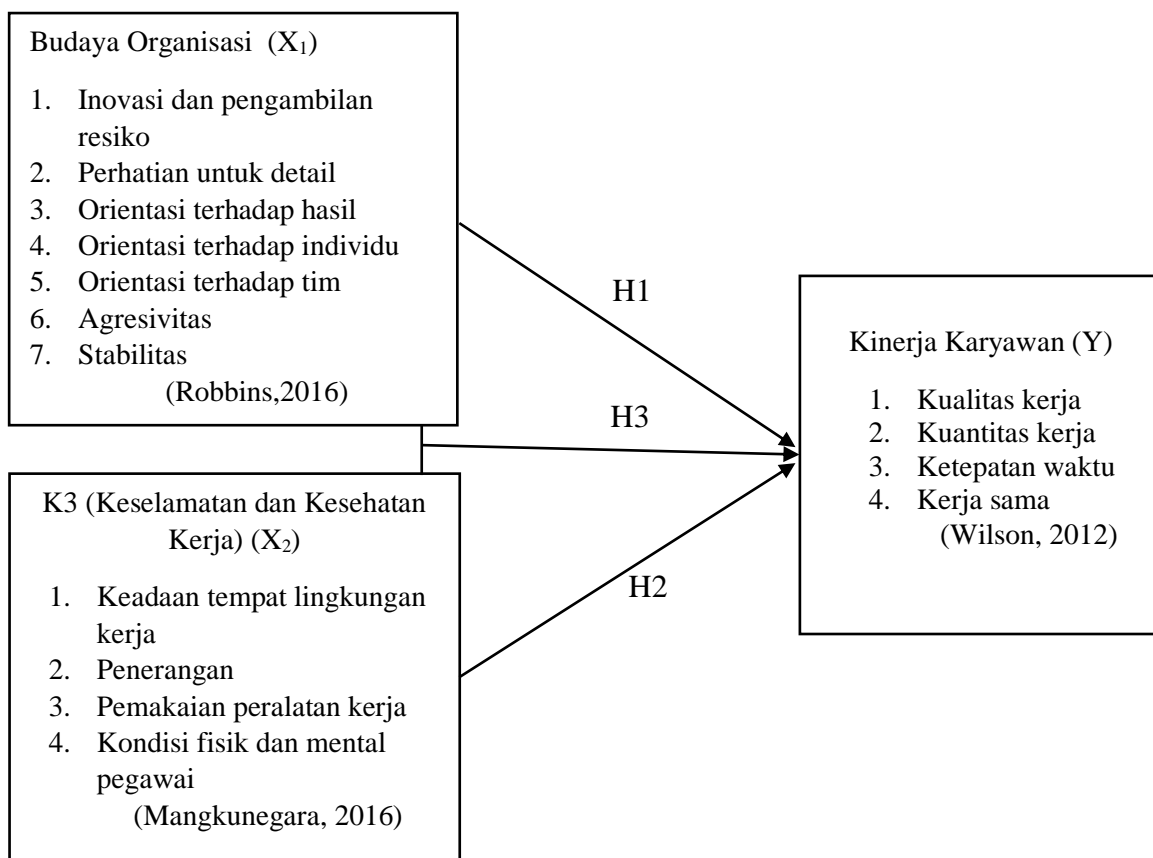 Budaya Organisasi (X₁)
1. Inovasi dan pengambilan
resiko
2. Perhatian untuk detail
3. Orientasi terhadap hasil
4. Orientasi terhadap individu
5. Orientasi terhadap tim
6. Agresivitas
7. Stabilitas
(Robbins,2016)
K3 (Keselamatan dan Kesehatan
Kerja) (X₂)
1. Keadaan tempat lingkungan
kerja
2. Penerangan
3. Pemakaian peralatan kerja
4. Kondisi fisik dan mental
pegawai
(Mangkunegara, 2016)
H1
H3
H2
Kinerja Karyawan (Y)
1. Kualitas kerja
2. Kuantitas kerja
3. Ketepatan waktu
4. Kerja sama
(Wilson, 2012)